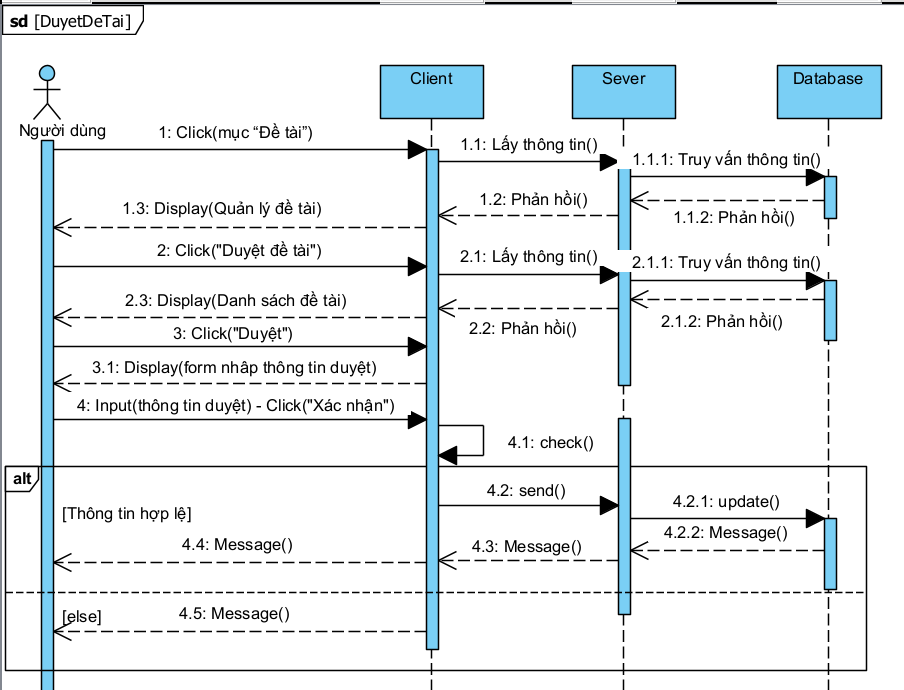 sd [DuyetDeTai]
Client
Sever
Database
Người dùng
1: Click(mục “Đề tài”)
1.1: Lấy thông tin()
1.1.1: Truy vấn thông tin()
1.2: Phản hồi()
1.3: Display(Quản lý đề tài)
1.1.2: Phản hồi()
2: Click("Duyệt đề tài")
2.1: Lấy thông tin()
2.1.1: Truy vấn thông tin()
2.3: Display(Danh sách đề tài)
2.2: Phản hồi()
2.1.2: Phản hồi()
3: Click("Duyệt")
3.1: Display(form nhâp thông tin duyệt)
4: Input(thông tin duyệt) - Click("Xác nhận")
4.1: check()
alt
4.2: send()
4.2.1: update()
[Thông tin hợp lệ]
4.2.2: Message()
4.4: Message()
4.3: Message()
[else]
4.5: Message()